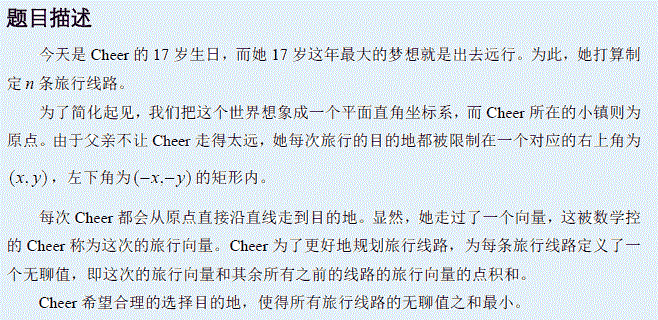 题目描述
今天是 Cheer 的 17 岁生日，而她 17 岁这年最大的梦想就是出去远行。为此，她打算制
定 n 条旅行线路。
为了简化起见，我们把这个世界想象成一个平面直角坐标系，而 Cheer 所在的小镇则为
原点。由于父亲不让 Cheer 走得太远，她每次旅行的目的地都被限制在一个对应的右上角为
(x, y)，左下角为(−x,−y)的矩形内。
每次 Cheer 都会从原点直接沿直线走到目的地。显然，她走过了一个向量，这被数学控
的 Cheer 称为这次的旅行向量。Cheer 为了更好地规划旅行线路，为每条旅行线路定义了一
个无聊值，即这次的旅行向量和其余所有之前的线路的旅行向量的点积和。
Cheer 希望合理的选择目的地，使得所有旅行线路的无聊值之和最小。